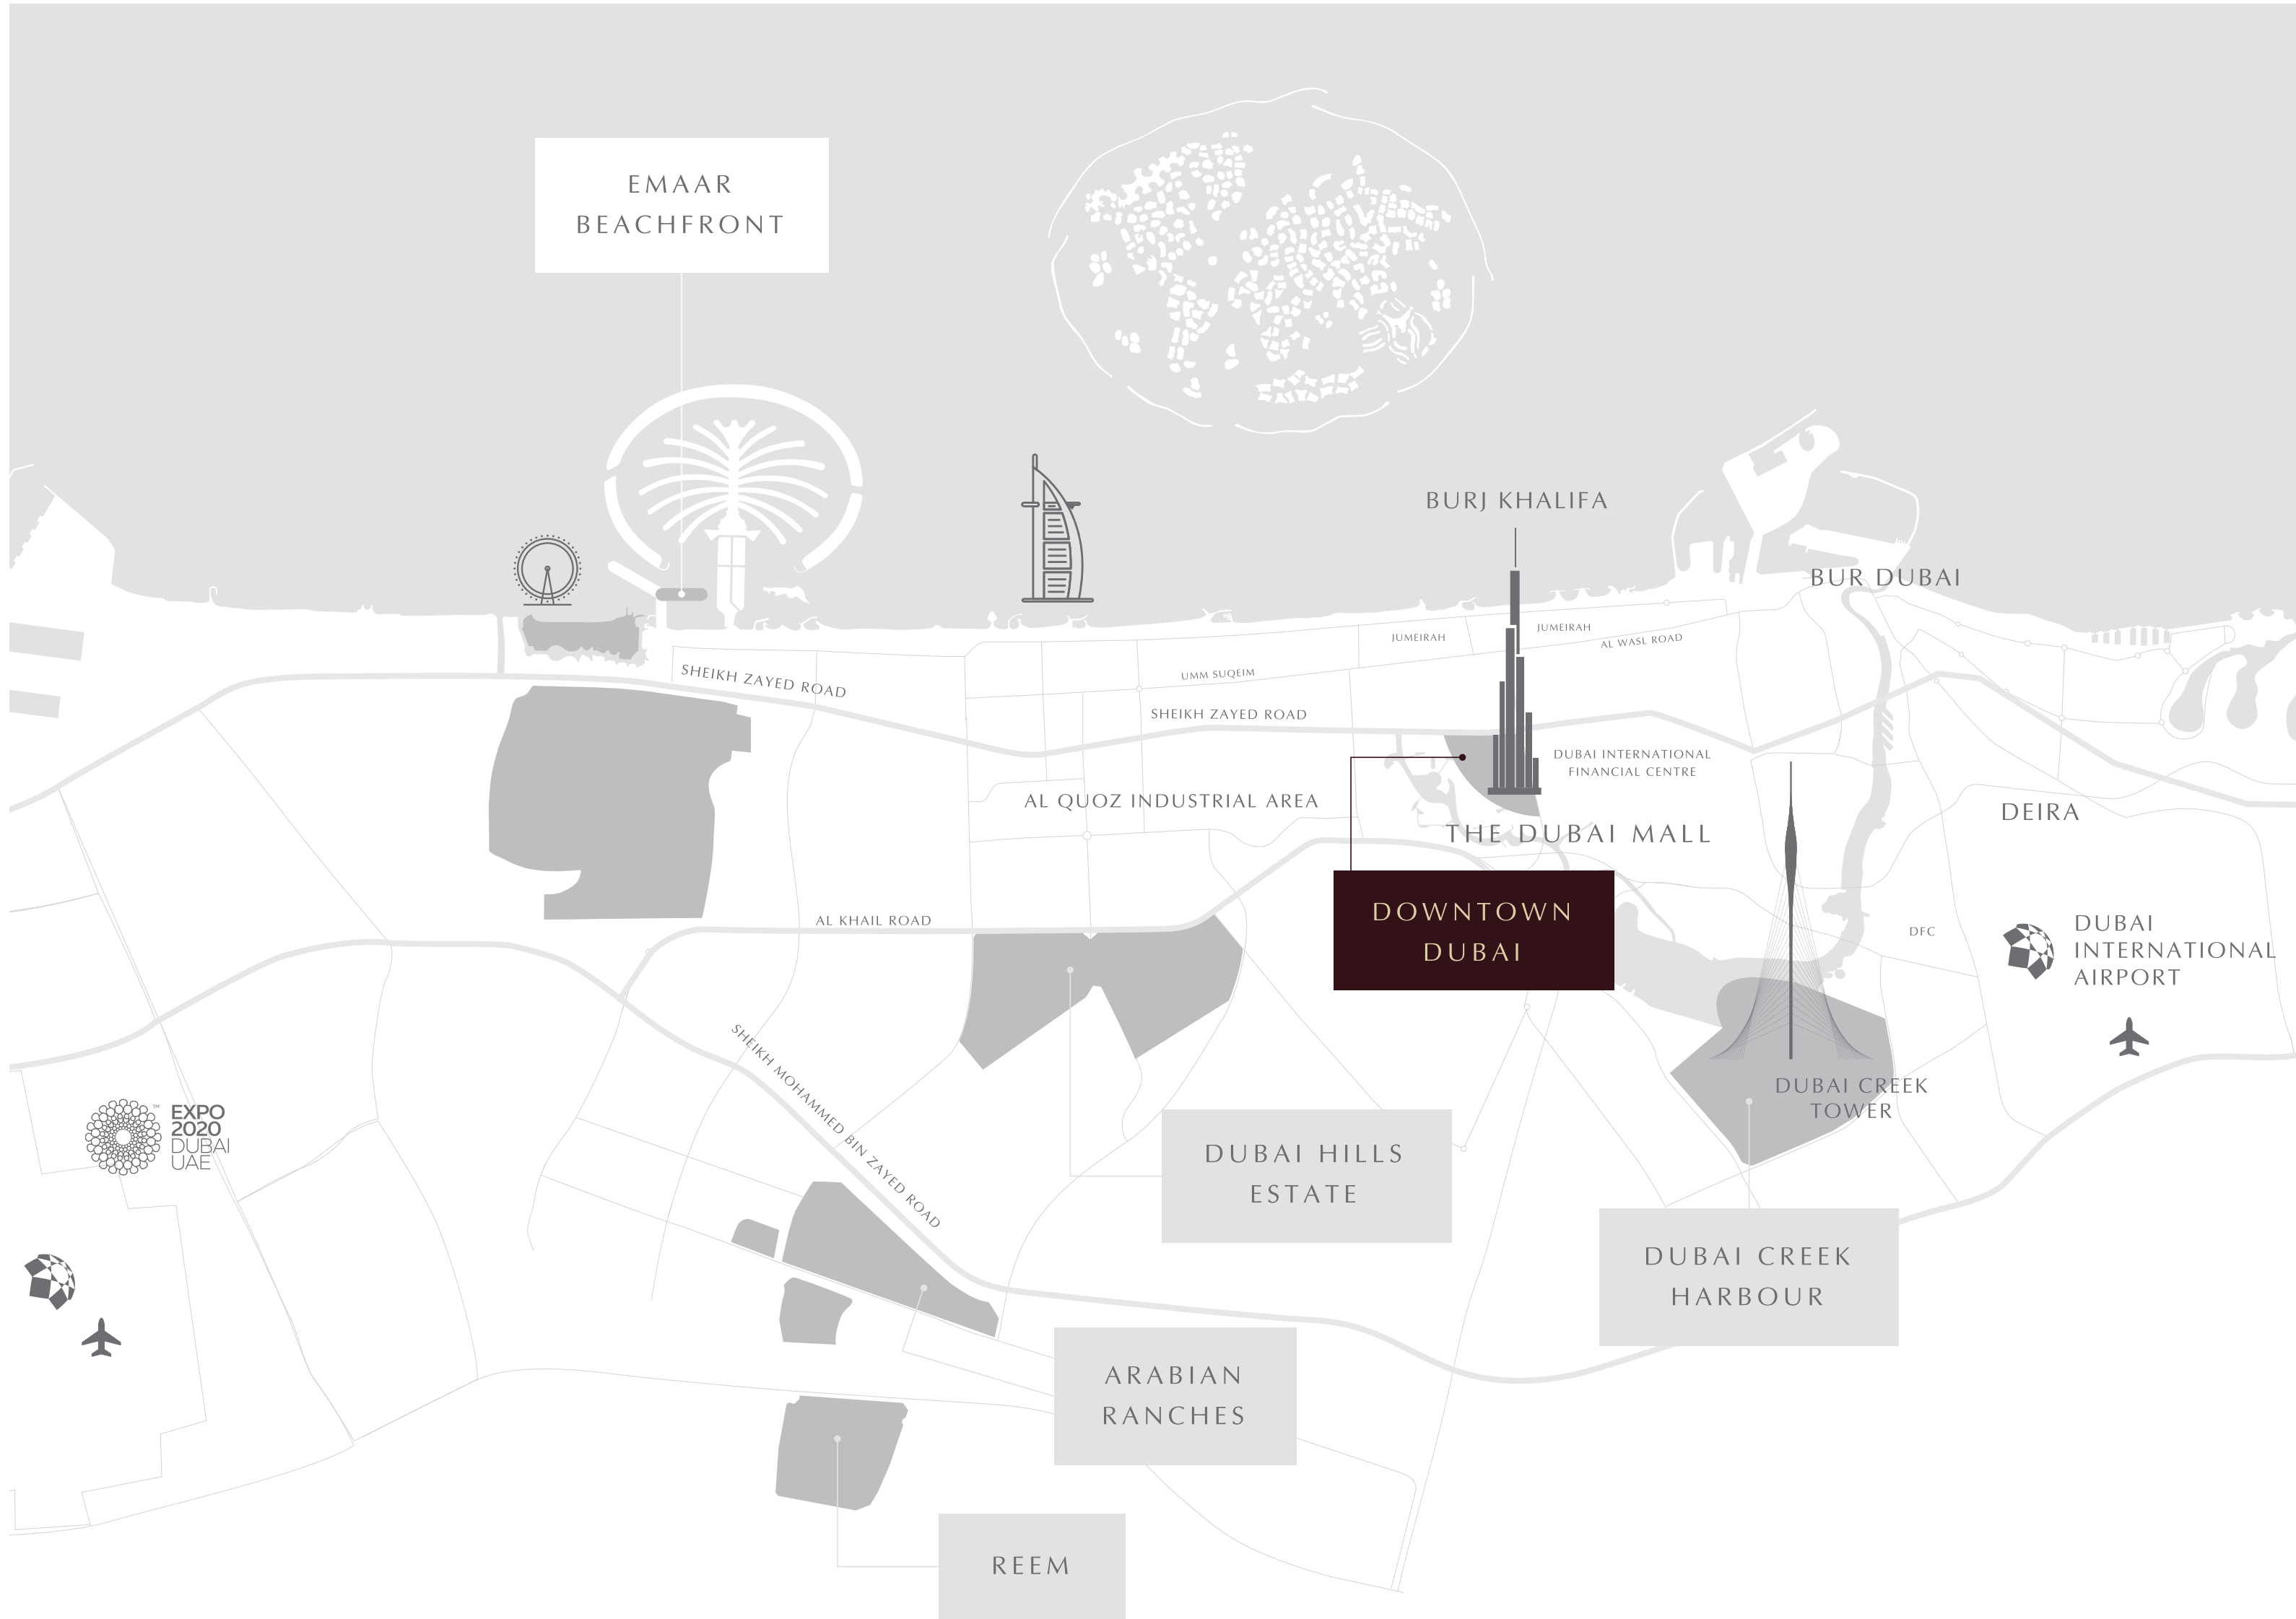 EMAAR
BEACHFRONT
BURJ KHALIFA
BUR DUBAI
JUMEIRAH
JUMEIRAH
AL WASL ROAD
UMM SUQEIM
SHEIKH ZAYED ROAD
SHEIKH ZAYED ROAD
DUBAI INTERNATIONAL
FINANCIAL CENTRE
AL QUOZ INDUSTRIAL AREA
THE DUBAI MALL
DEIRA
DOWNTOWN
DUBAI
AL KHAIL ROAD
DFC
DUBAI
INTERNATIONAL
AIRPORT
SHEIKH MOHAMMED BIN ZAYED ROAD
DUBAI CREEK
TOWER
EXPO
2020
DUBAI
UAE
TM
DUBAI HILLS
ESTATE
DUBAI CREEK
HARBOUR
ARABIAN
RANCHES
REEM